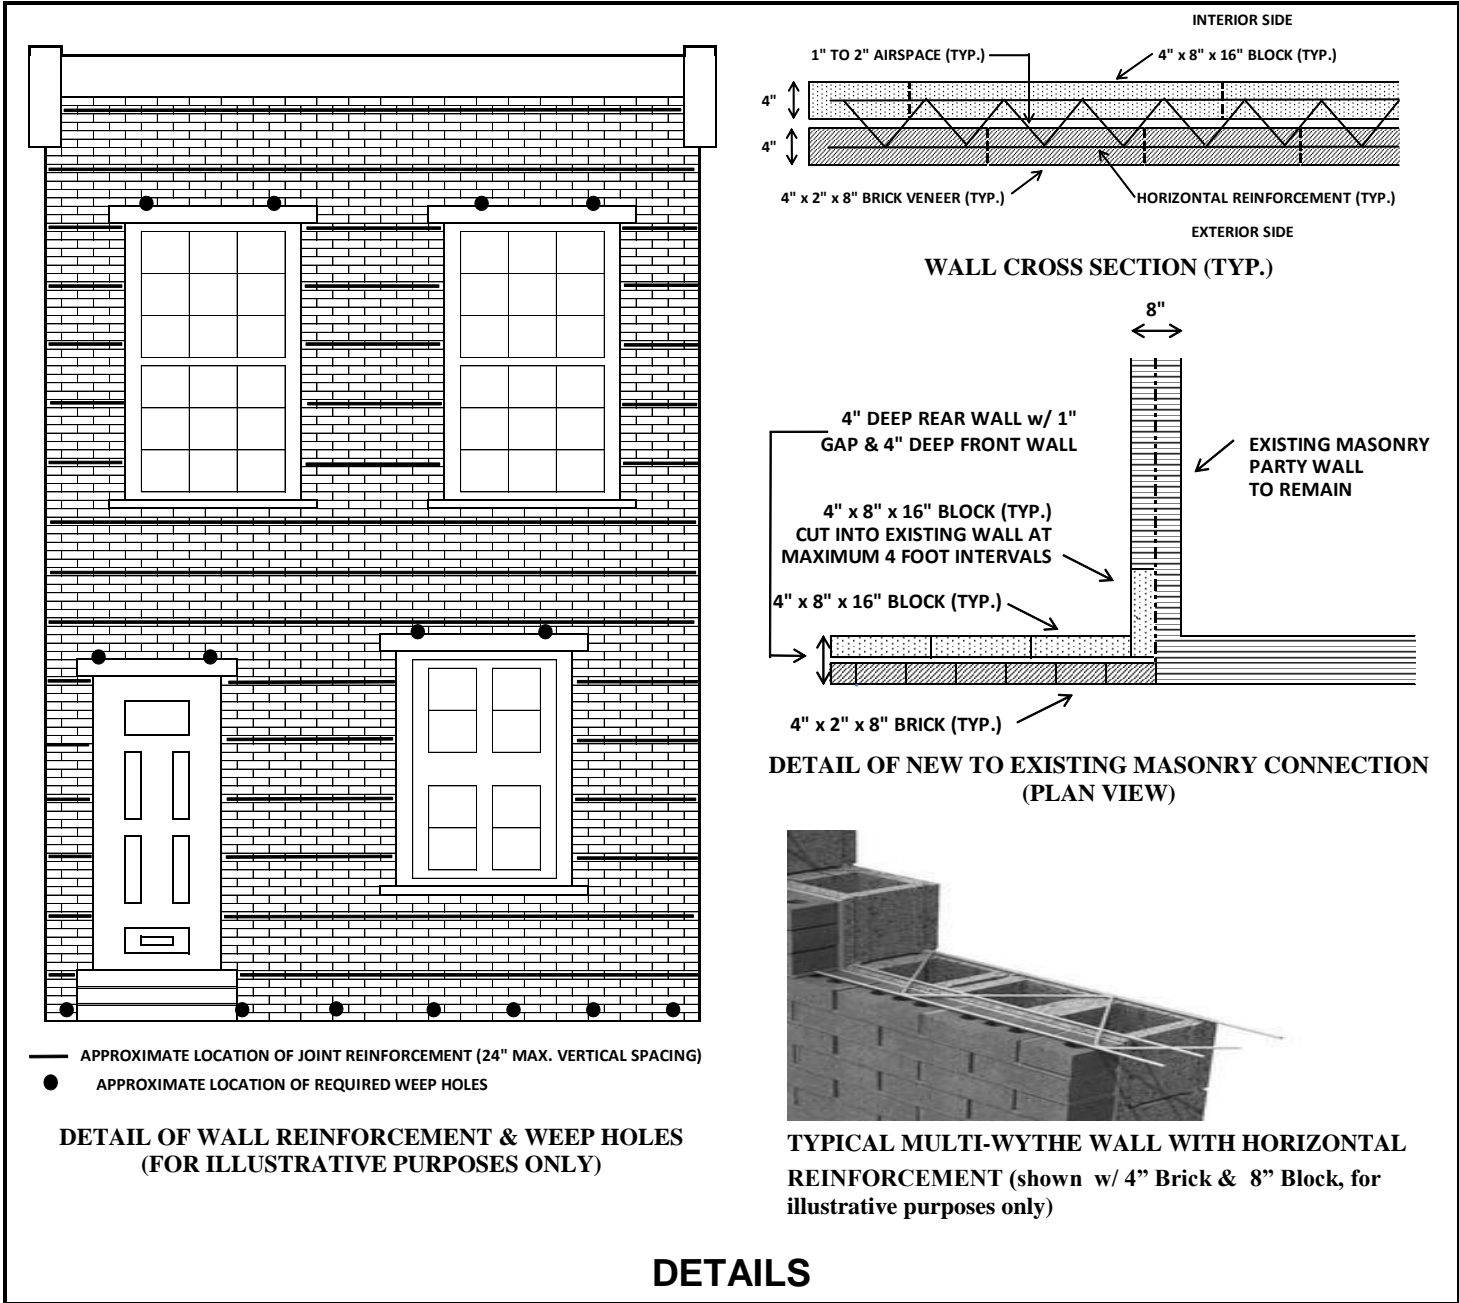 APPROXIMATE LOCATION OF JOINT REINFORCEMENT (24" MAX. VERTICAL SPACING)
APPROXIMATE LOCATION OF REQUIRED WEEP HOLES
DETAIL OF WALL REINFORCEMENT & WEEP HOLES
(FOR ILLUSTRATIVE PURPOSES ONLY)
INTERIOR SIDE
1" TO 2" AIRSPACE (TYP.)
4" x 8" x 16" BLOCK (TYP.)
4"
4"
4" x 2" x 8" BRICK VENEER (TYP.)
HORIZONTAL REINFORCEMENT (TYP.)
EXTERIOR SIDE
WALL CROSS SECTION (TYP.)
8"
4" DEEP REAR WALL w/ 1"
GAP & 4" DEEP FRONT WALL
EXISTING MASONRY
PARTY WALL
TO REMAIN
4" x 8" x 16" BLOCK (TYP.)
CUT INTO EXISTING WALL AT
MAXIMUM 4 FOOT INTERVALS
4" x 8" x 16" BLOCK (TYP.)
4" x 2" x 8" BRICK (TYP.)
DETAIL OF NEW TO EXISTING MASONRY CONNECTION
(PLAN VIEW)
TYPICAL MULTI-WYTHE WALL WITH HORIZONTAL
REINFORCEMENT (shown w/ 4” Brick & 8” Block, for
illustrative purposes only)
DETAILS